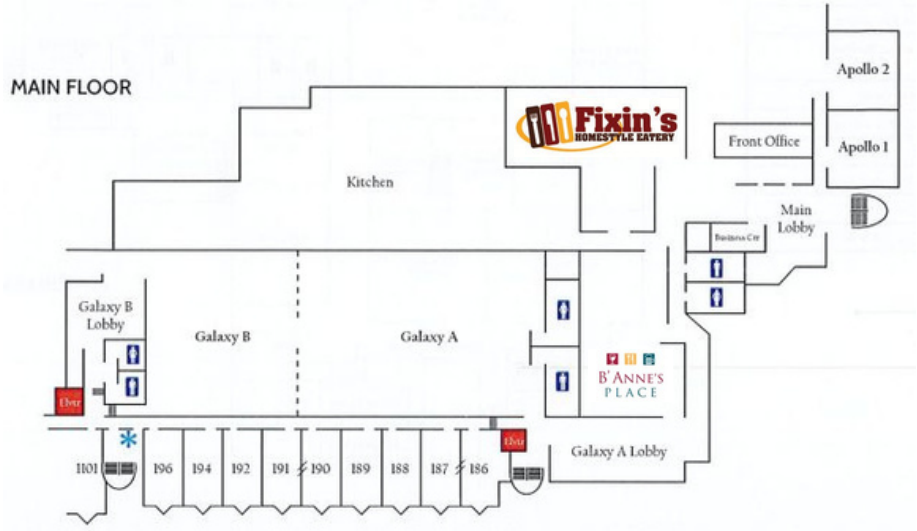 MAIN FLOOR
Apollo 2
Fixin's
HOMESTYLE EATERY
Front Office
Apollo 1
Kitchen
Main
Lobby
Business Ctr
Galaxy B
Lobby
Galaxy B
Galaxy A
B'ANNE'S
PLACE
Elvtr
Elvtr
Galaxy A Lobby
1101
196
194
192
191
190
189
188
187
186